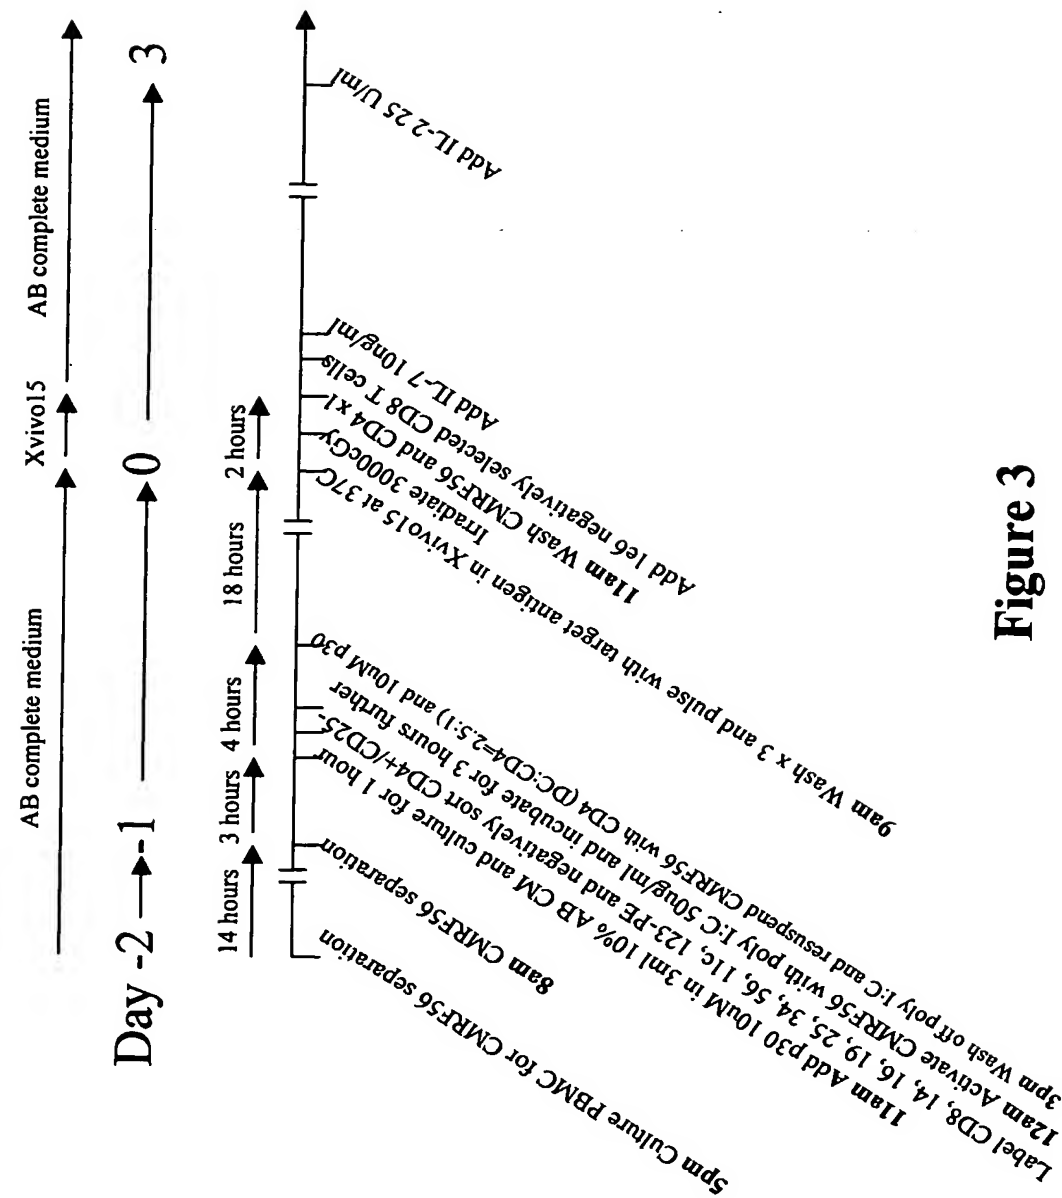 AB complete medium
Xvivo15
AB complete medium
Day -2
-1
0
3
14 hours
3 hours
4 hours
18 hours
2 hours
5pm Culture PBMC for CMRF56 separation
8am CMRF56 separation
11am Add p30 10uM in 3ml 10% AB CM and culture for 1 hour
Label CD8, 14, 16, 19, 25, 34, 56, 11c, 123-PE and negatively sort CD4+/CD25-
12am Activate CMRF56 with poly I:C 50ug/ml and incubate for 3 hours further
3pm Wash off poly I:C and resuspend CMRF56 with CD4 (DC:CD4=2.5:1) and 10uM p30
9am Wash x 3 and pulse with target antigen in Xvivo15 at 37C
Irradiate 3000cGy
11am Wash CMRF56 and CD4 x1
Add 1e6 negatively selected CD8 T cells
Add IL-7 10ng/ml
Add IL-2 25 U/ml
Figure 3